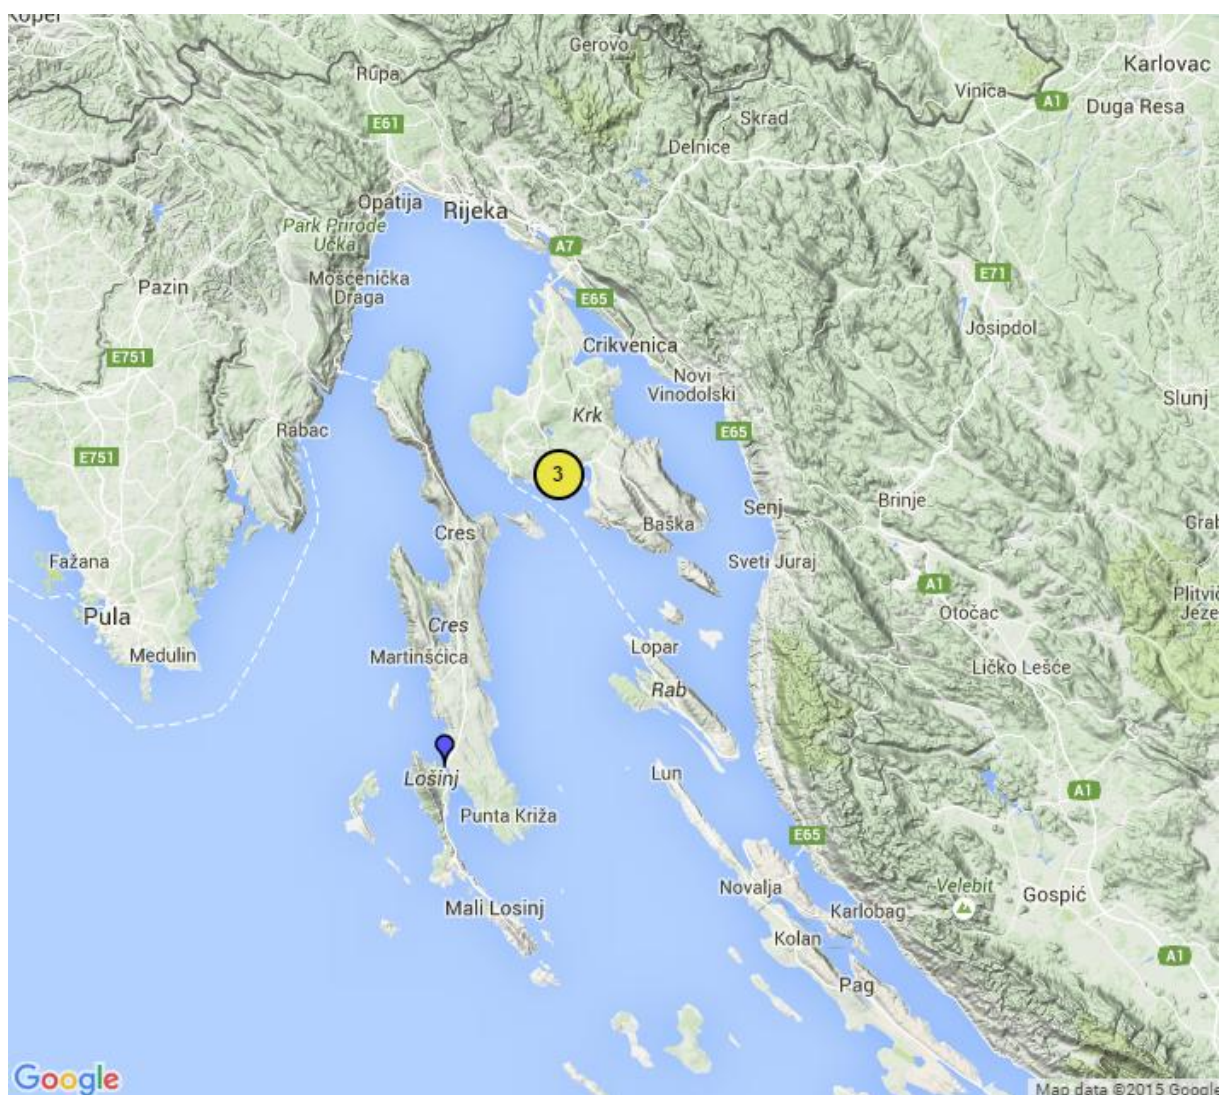 Koper
Gerovo
Karlovac
Rupa
Vinica
A1
Duga Resa
E61
Skrad
Delnice
Opatija
Rijeka
Park Prirode
Učka
A7
Mošćenička
Draga
E71
Pazin
E65
Josipdol
Crikvenica
E751
Novi
Vinodolski
Slunj
Krk
Rabac
E65
E751
3
Brinje
Senj
Baška
Grab
Cres
Fažana
Sveti Juraj
A1
Plitvic
Jeze
Pula
Otočac
Cres
Lopar
Medulin
Martinšćica
Ličko Lešće
Rab
Lun
Lošinj
A1
Punta Križa
E65
Novalja
Velebit
Gospić
Mali Losinj
Karlobag
Kolan
A1
Pag
Google
Map data ©2015 Google